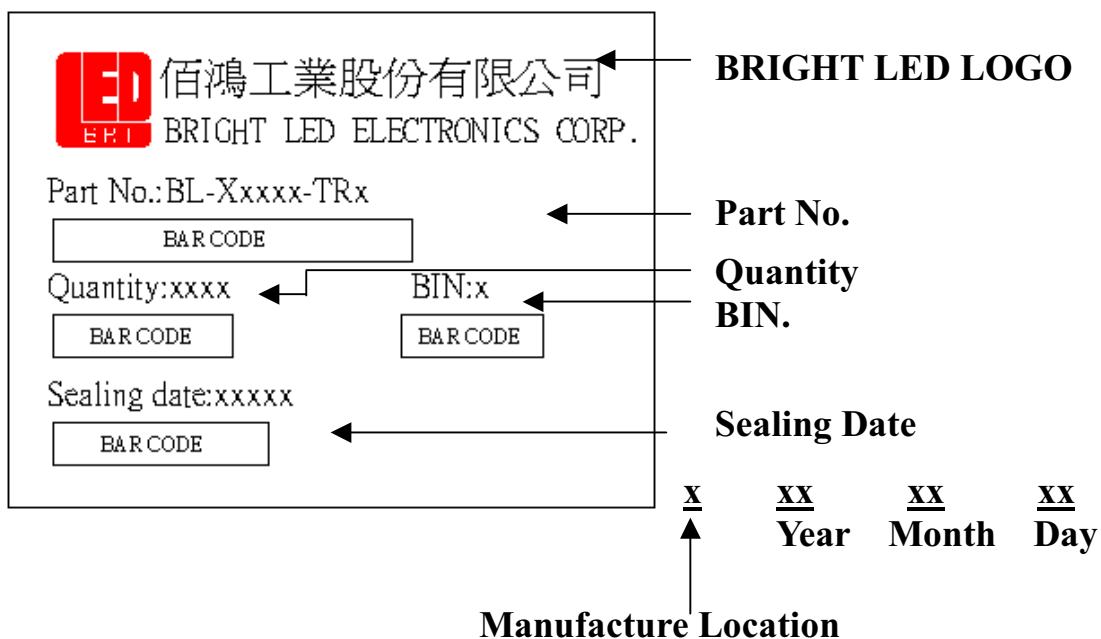 LED
BRT
佰鴻工業股份有限公司
BRIGHT LED ELECTRONICS CORP.
BRIGHT LED LOGO
Part No.:BL-Xxxxx-TRx
Part No.
BAR CODE
Quantity:xxxx
BIN:x
Quantity
BIN.
BAR CODE
BAR CODE
Sealing date:xxxxx
Sealing Date
BAR CODE
x xx xx xx
Year Month Day
Manufacture Location